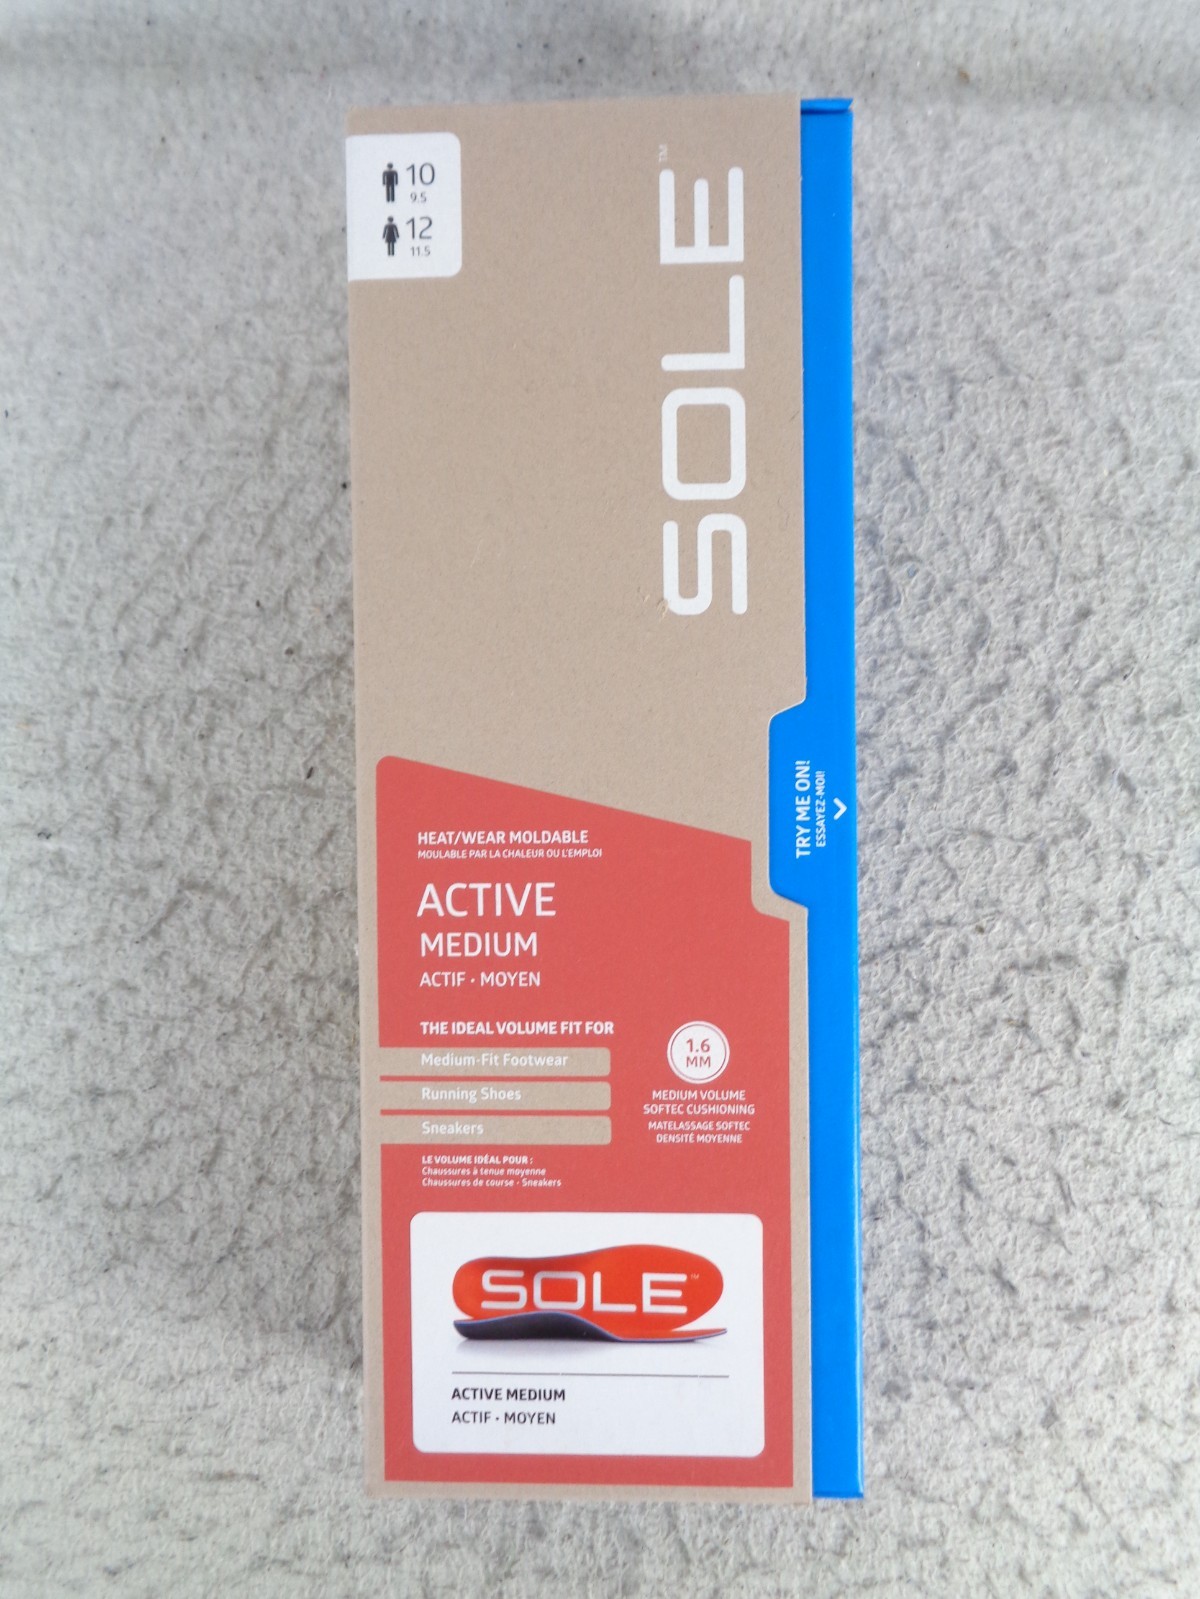 10
9.5
12
11.5
SOLE™
TRY ME ON!
ESSAYEZ-MOI!
HEAT/WEAR MOLDABLE
MOULABLE PAR LA CHALEUR OU L'EMPLOI
ACTIVE
MEDIUM
ACTIF · MOYEN
THE IDEAL VOLUME FIT FOR
Medium-Fit Footwear
Running Shoes
Sneakers
LE VOLUME IDÉAL POUR :
Chaussures à tenue moyenne
Chaussures de course · Sneakers
1.6
MM
MEDIUM VOLUME
SOFTEC CUSHIONING
MATELASSAGE SOFTEC
DENSITÉ MOYENNE
SOLE™
ACTIVE MEDIUM
ACTIF · MOYEN